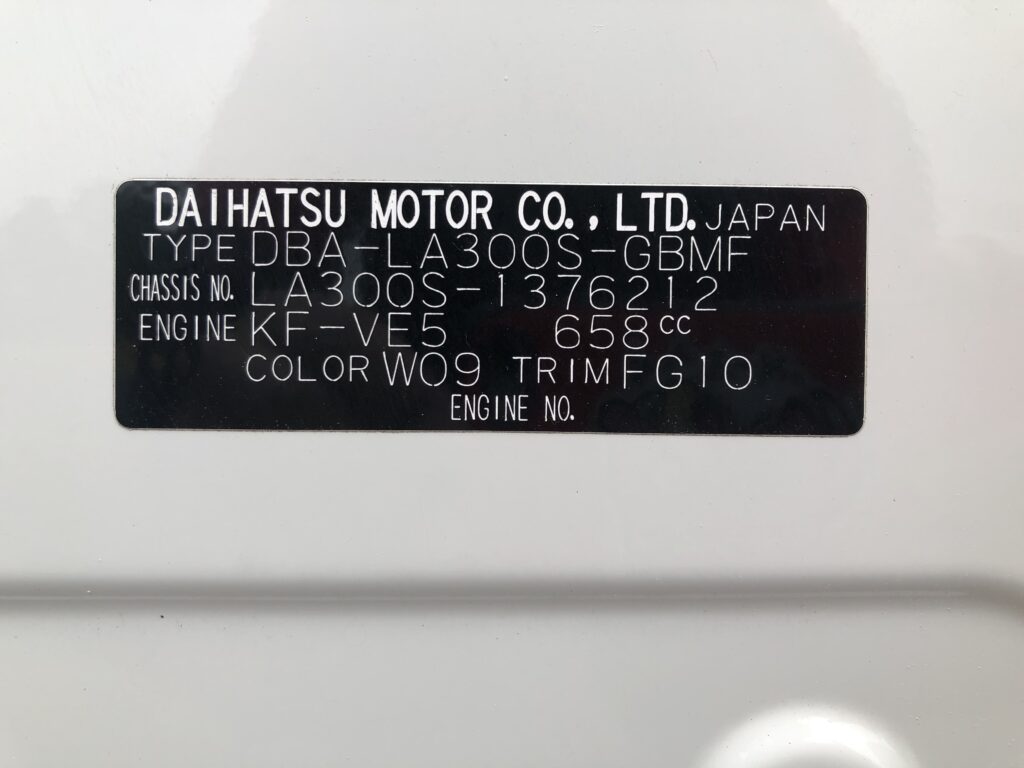 DAIHATSU MOTOR CO., LTD. JAPAN
TYPE DBA-LA300S-GBMF
CHASSIS NO. LA300S-1376212
ENGINE KF-VE5 658cc
COLOR W09 TRIM FG10
ENGINE NO.